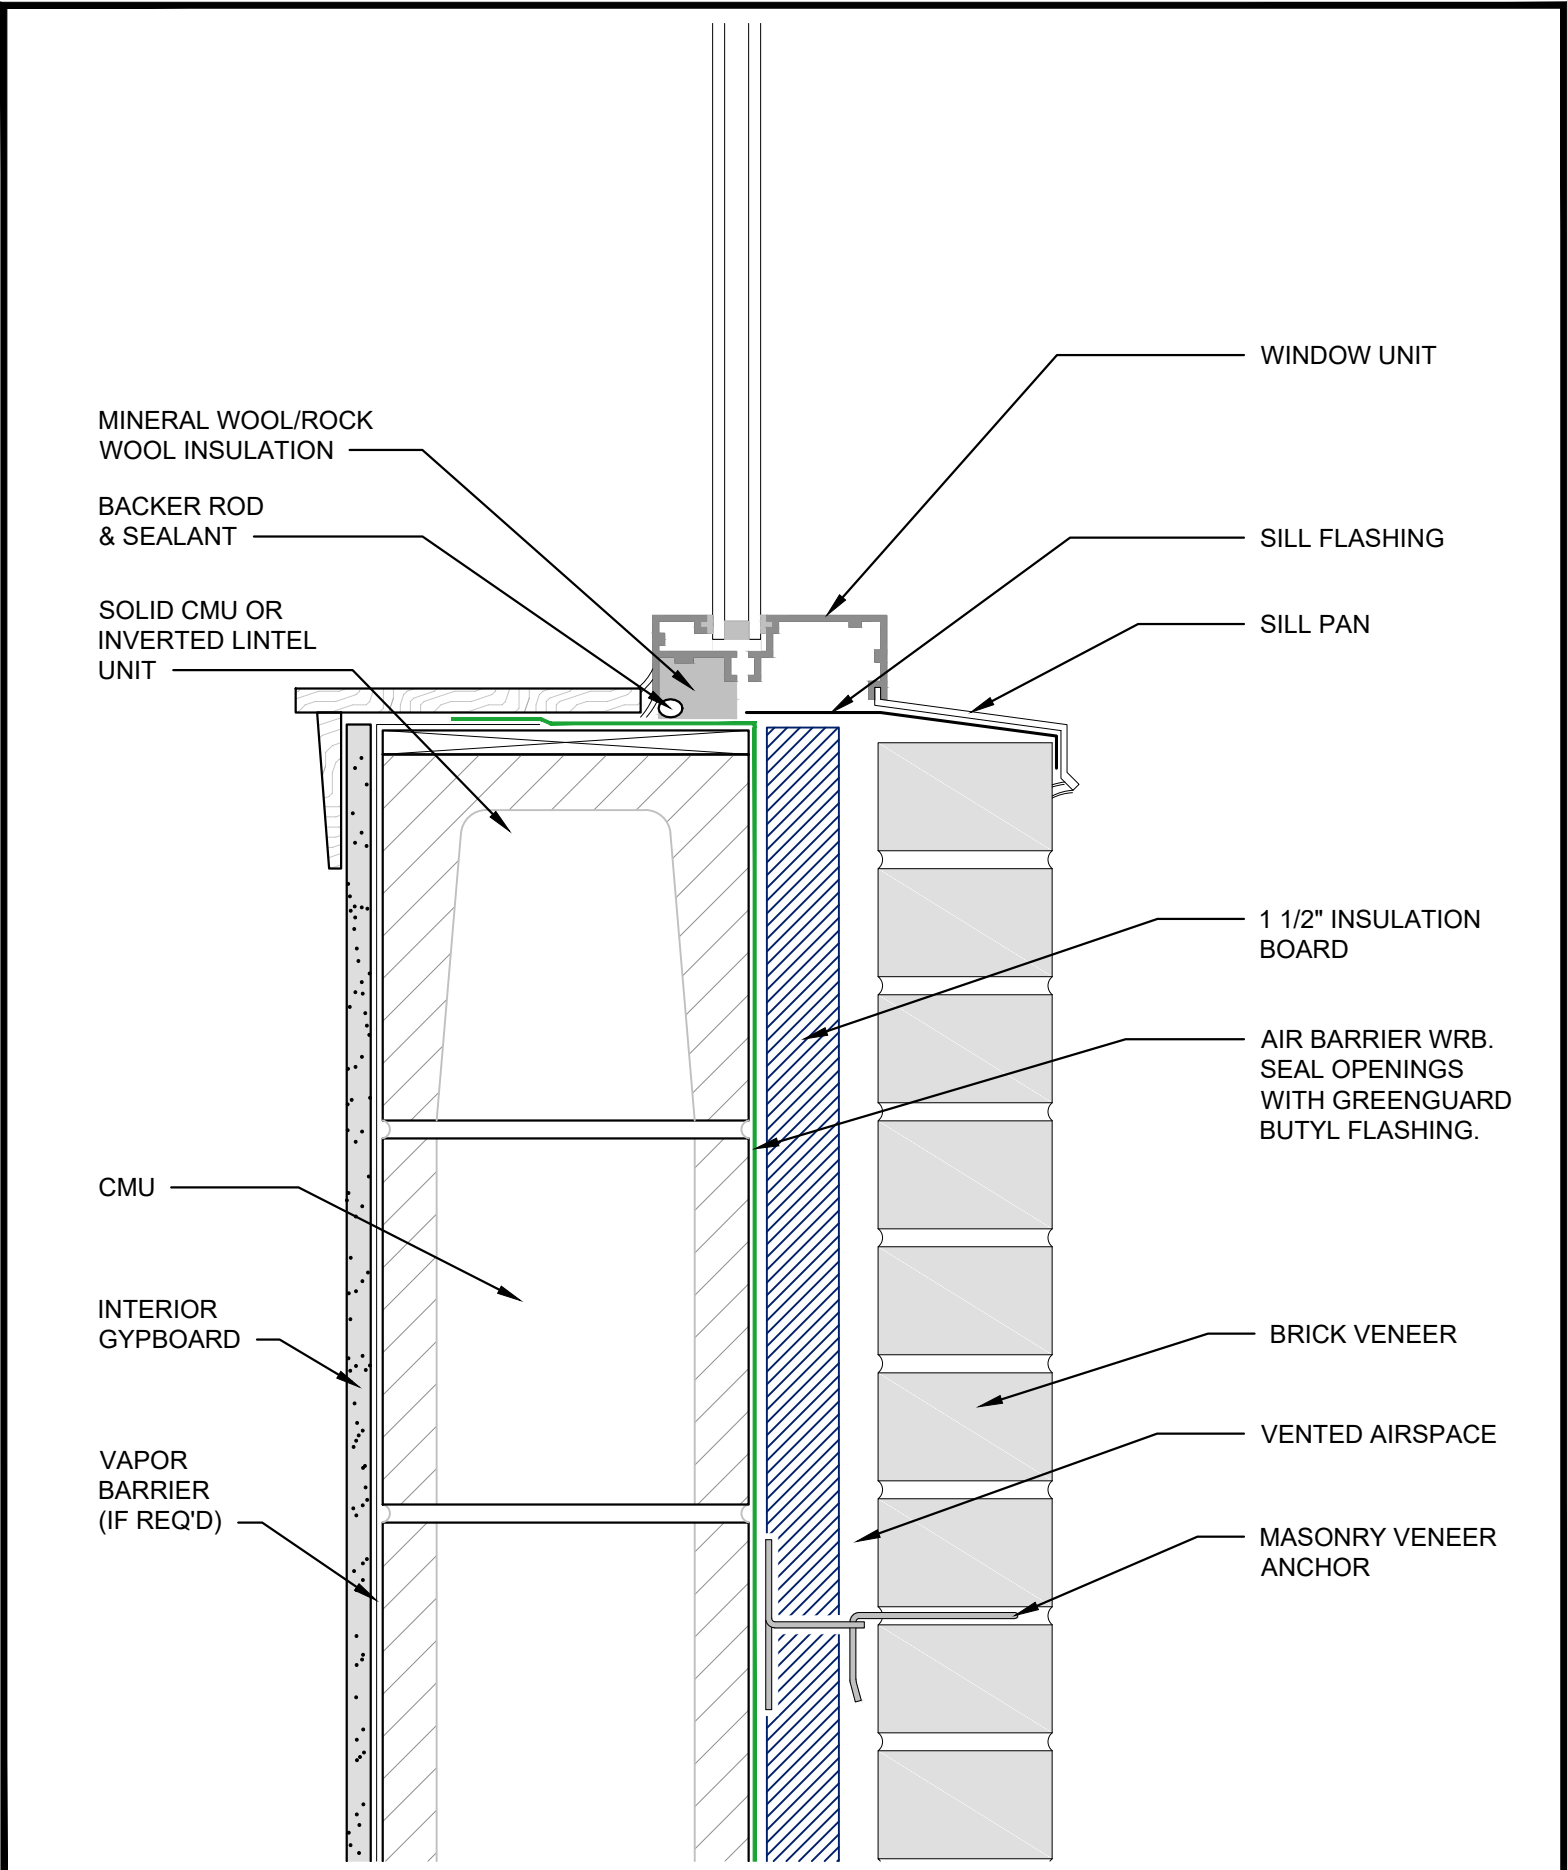 MINERAL WOOL/ROCK
WOOL INSULATION
BACKER ROD
& SEALANT
SOLID CMU OR
INVERTED LINTEL
UNIT
CMU
INTERIOR
GYPBOARD
VAPOR
BARRIER
(IF REQ'D)
WINDOW UNIT
SILL FLASHING
SILL PAN
1 1/2" INSULATION
BOARD
AIR BARRIER WRB.
SEAL OPENINGS
WITH GREENGUARD
BUTYL FLASHING.
BRICK VENEER
VENTED AIRSPACE
MASONRY VENEER
ANCHOR